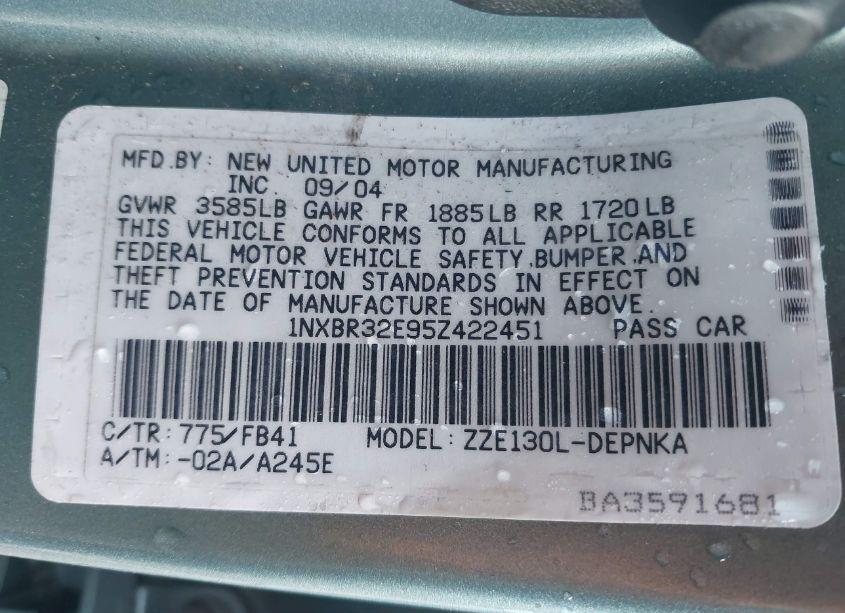 MFD.BY: NEW UNITED MOTOR MANUFACTURING
INC. 09/04
GVWR 3585LB GAWR FR 1885LB RR 1720LB
THIS VEHICLE CONFORMS TO ALL APPLICABLE
FEDERAL MOTOR VEHICLE SAFETY,BUMPER,AND
THEFT PREVENTION STANDARDS IN EFFECT ON
THE DATE OF MANUFACTURE SHOWN ABOVE.
1NXBR32E95Z422451 PASS CAR
C/TR: 775/FB41 MODEL: ZZE130L-DEPNKA
A/TM: -02A/A245E
BA3591681